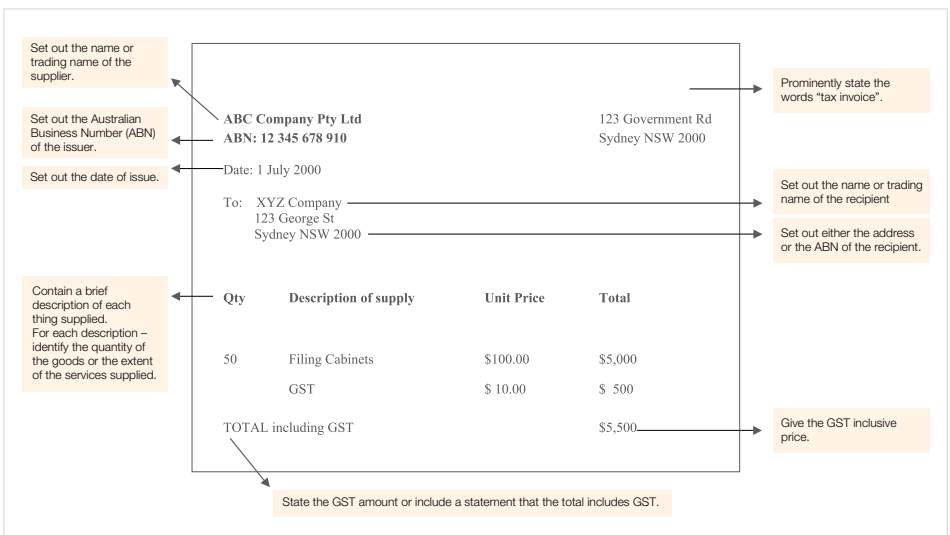 Set out the name or
trading name of the
supplier.
Prominently state the
words “tax invoice”.
Set out the Australian
Business Number (ABN)
of the issuer.
ABC Company Pty Ltd
123 Government Rd
ABN: 12 345 678 910
Sydney NSW 2000
Set out the date of issue.
Date: 1 July 2000
Set out the name or trading
name of the recipient
To: XYZ Company
123 George St
Sydney NSW 2000
Set out either the address
or the ABN of the recipient.
Contain a brief
description of each
thing supplied.
For each description –
identify the quantity of
the goods or the extent
of the services supplied.
Qty Description of supply Unit Price Total
50 Filing Cabinets $100.00 $5,000
GST $ 10.00 $ 500
TOTAL including GST $5,500
Give the GST inclusive
price.
State the GST amount or include a statement that the total includes GST.